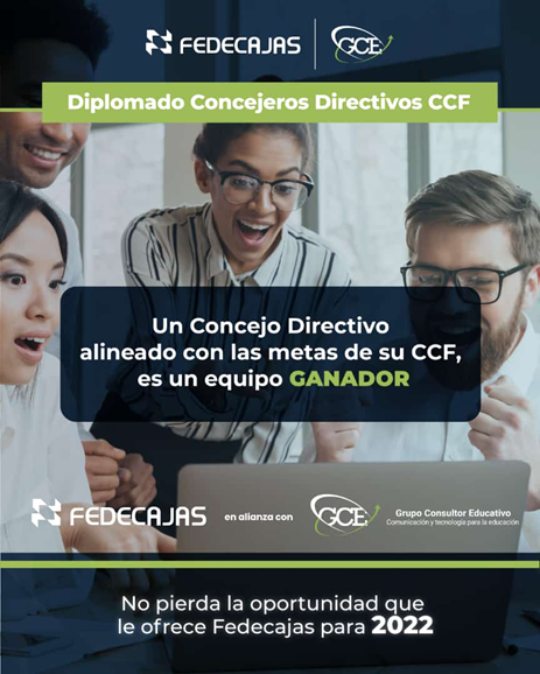 FEDECAJAS GCE
Diplomado Concejeros Directivos CCF
Un Concejo Directivo
alineado con las metas de su CCF,
es un equipo GANADOR
FEDECAJAS en alianza con GCE Grupo Consultor Educativo
Comunicación y tecnología para la educación
No pierda la oportunidad que
le ofrece Fedecajas para 2022